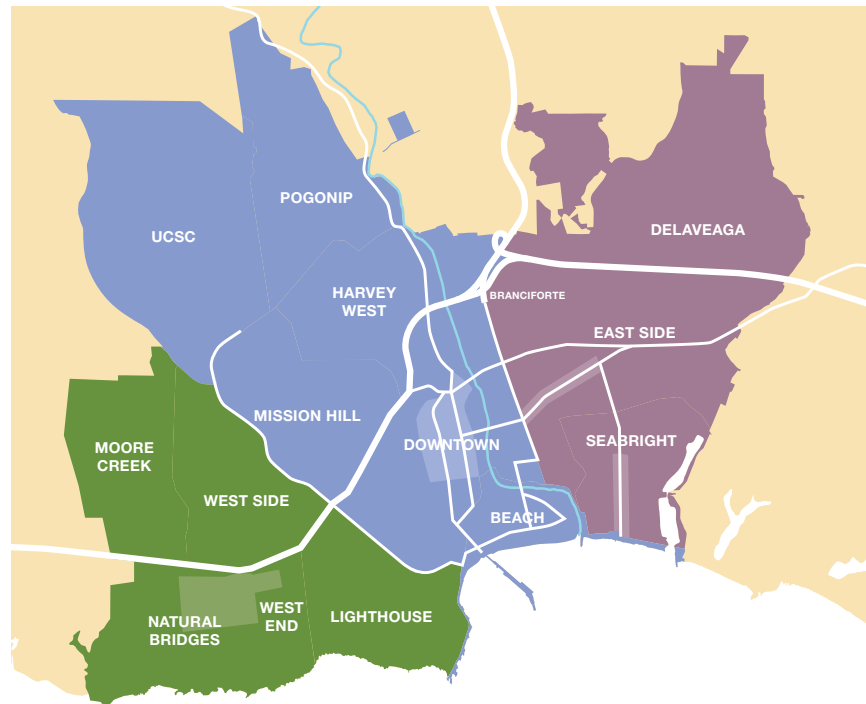 POGONIP
UCSC
DELAVEAGA
HARVEY
WEST
BRANCIFORTE
EAST SIDE
MISSION HILL
DOWNTOWN
SEABRIGHT
MOORE
CREEK
WEST SIDE
BEACH
NATURAL
BRIDGES
WEST
END
LIGHTHOUSE